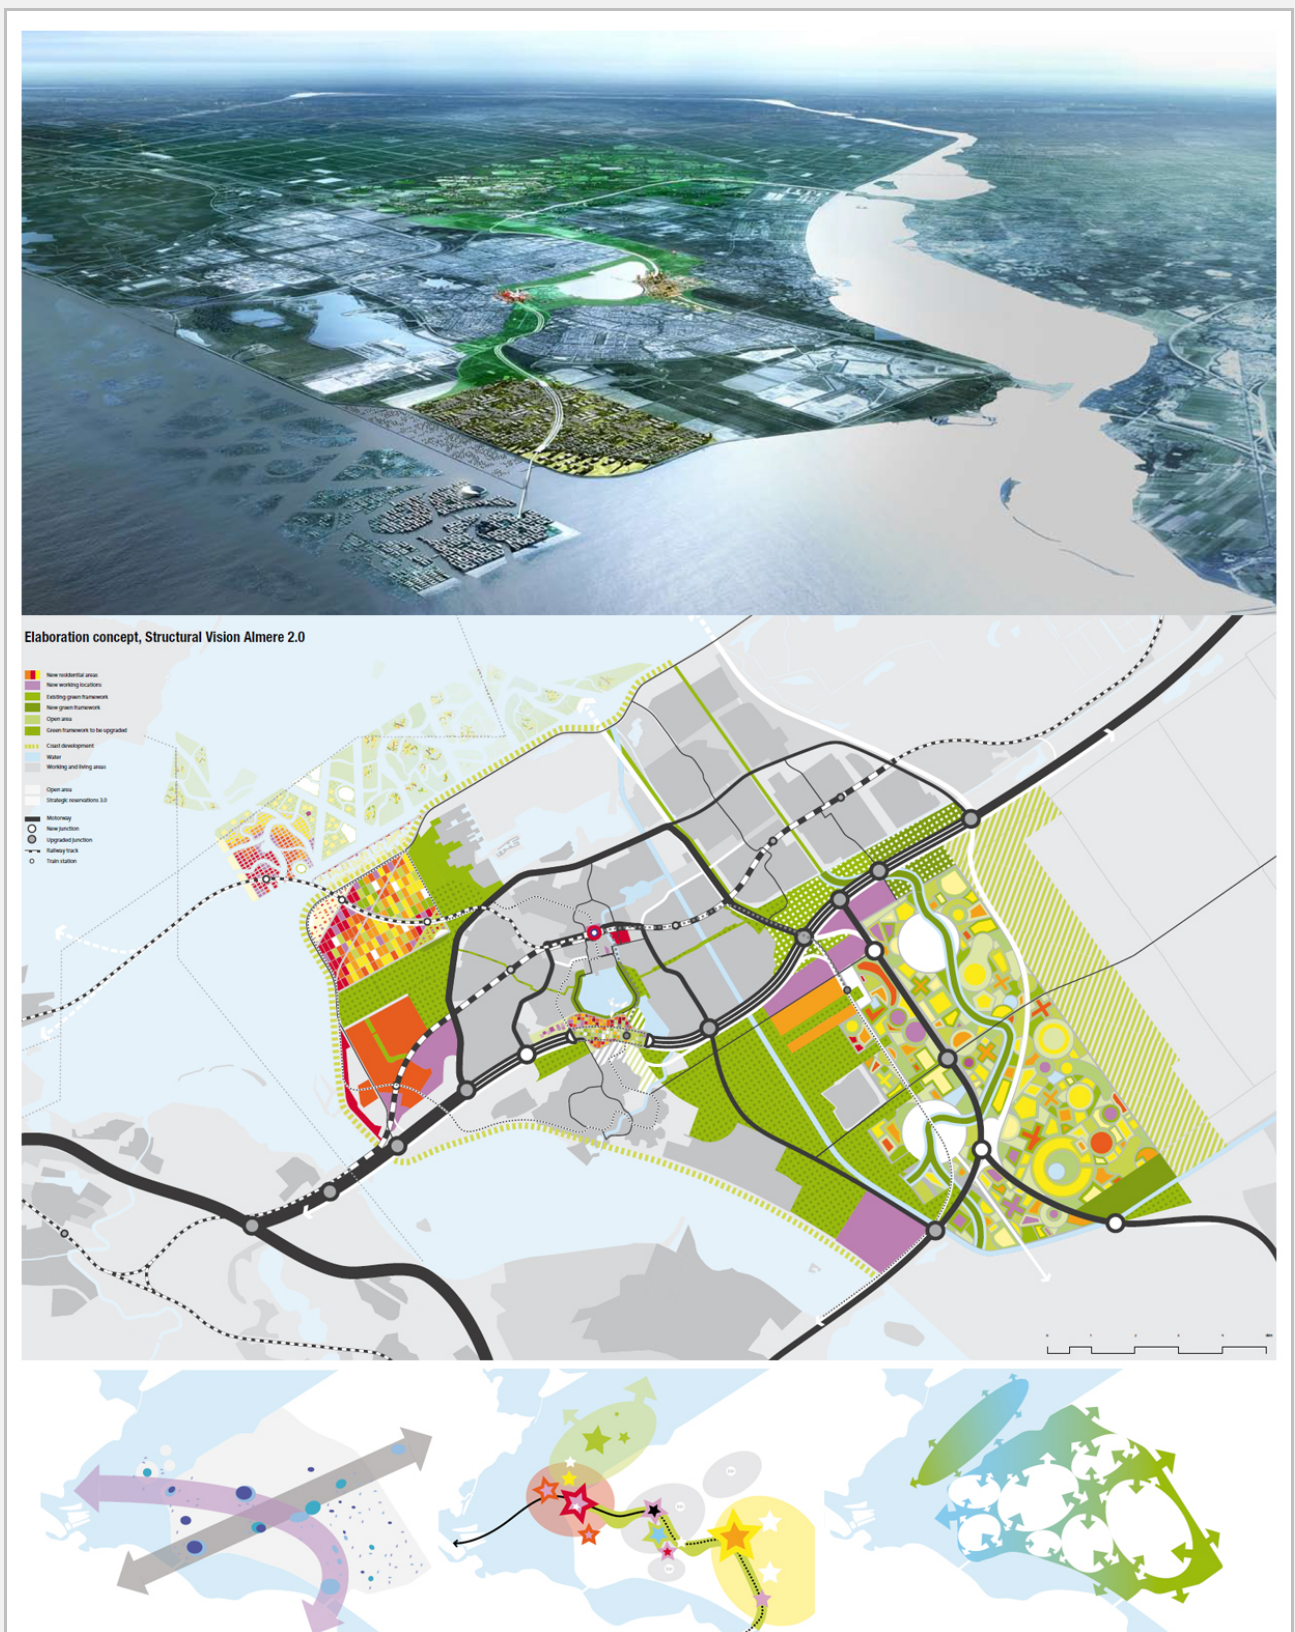 Elaboration concept, Structural Vision Almere 2.0
New residential areas
New working locations
Existing green framework
New green framework
Open area
Green framework to be upgraded
Coast development
Water
Working and living areas
Open area
Strategic reservations 3.0
Motorway
New junction
Upgraded junction
Railway track
Train station